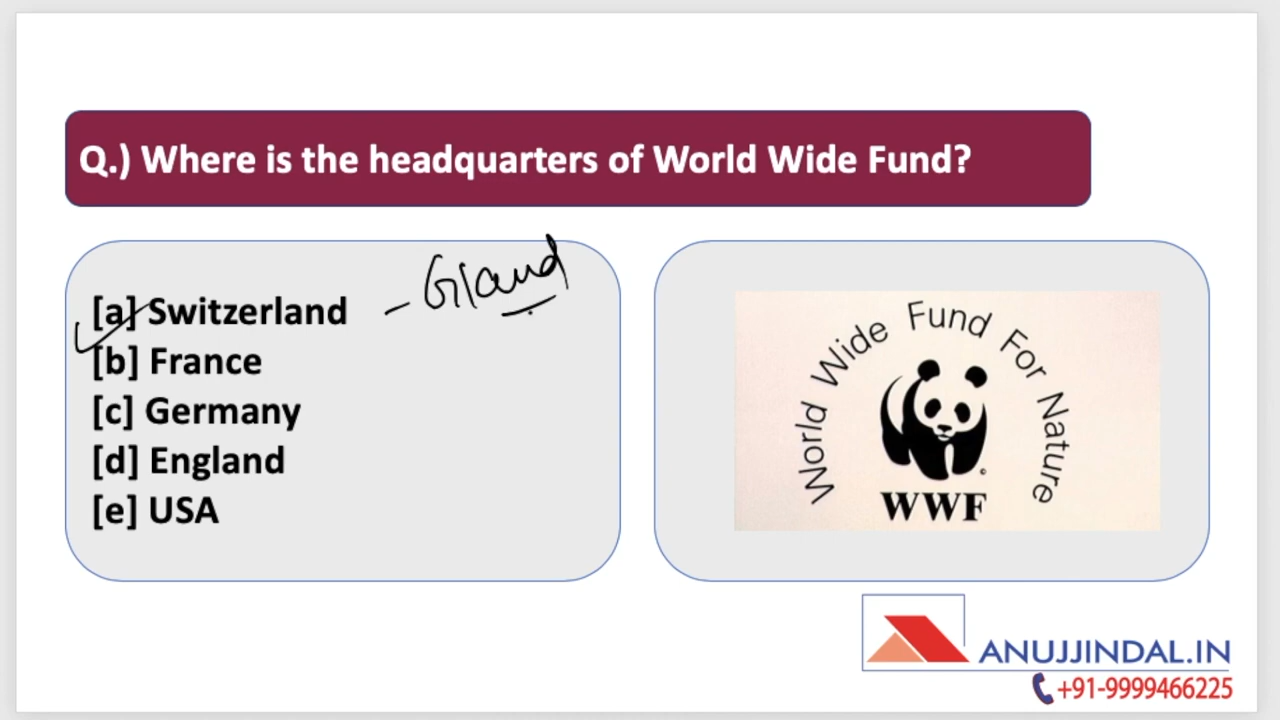 Q.) Where is the headquarters of World Wide Fund?
[a] Switzerland - Gland
[b] France
[c] Germany
[d] England
[e] USA
World Wide Fund For Nature
WWF
ANUJJINDAL.IN
+91-9999466225